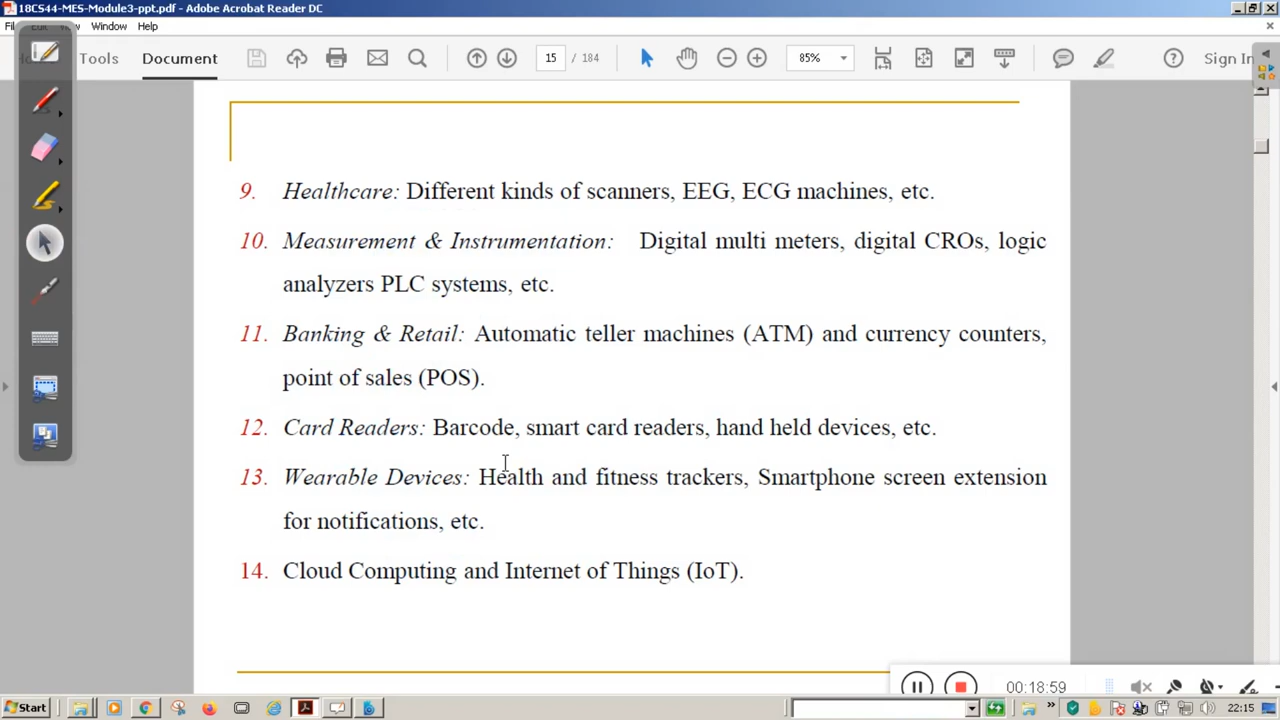 18CS44-MES-Module3-ppt.pdf - Adobe Acrobat Reader DC
Window Help
Tools Document 15 / 184 85% Sign In
9. Healthcare: Different kinds of scanners, EEG, ECG machines, etc.
10. Measurement & Instrumentation: Digital multi meters, digital CROs, logic
analyzers PLC systems, etc.
11. Banking & Retail: Automatic teller machines (ATM) and currency counters,
point of sales (POS).
12. Card Readers: Barcode, smart card readers, hand held devices, etc.
13. Wearable Devices: Health and fitness trackers, Smartphone screen extension
for notifications, etc.
14. Cloud Computing and Internet of Things (IoT).
00:18:59
Start 22:15